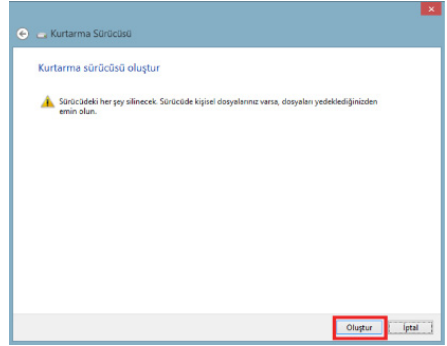 Kurtarma Sürücüsü
Kurtarma sürücüsü oluştur
Sürücüdeki her şey silinecek. Sürücüde kişisel dosyalarınız varsa, dosyaları yedeklediğinizden
emin olun.
Oluştur İptal